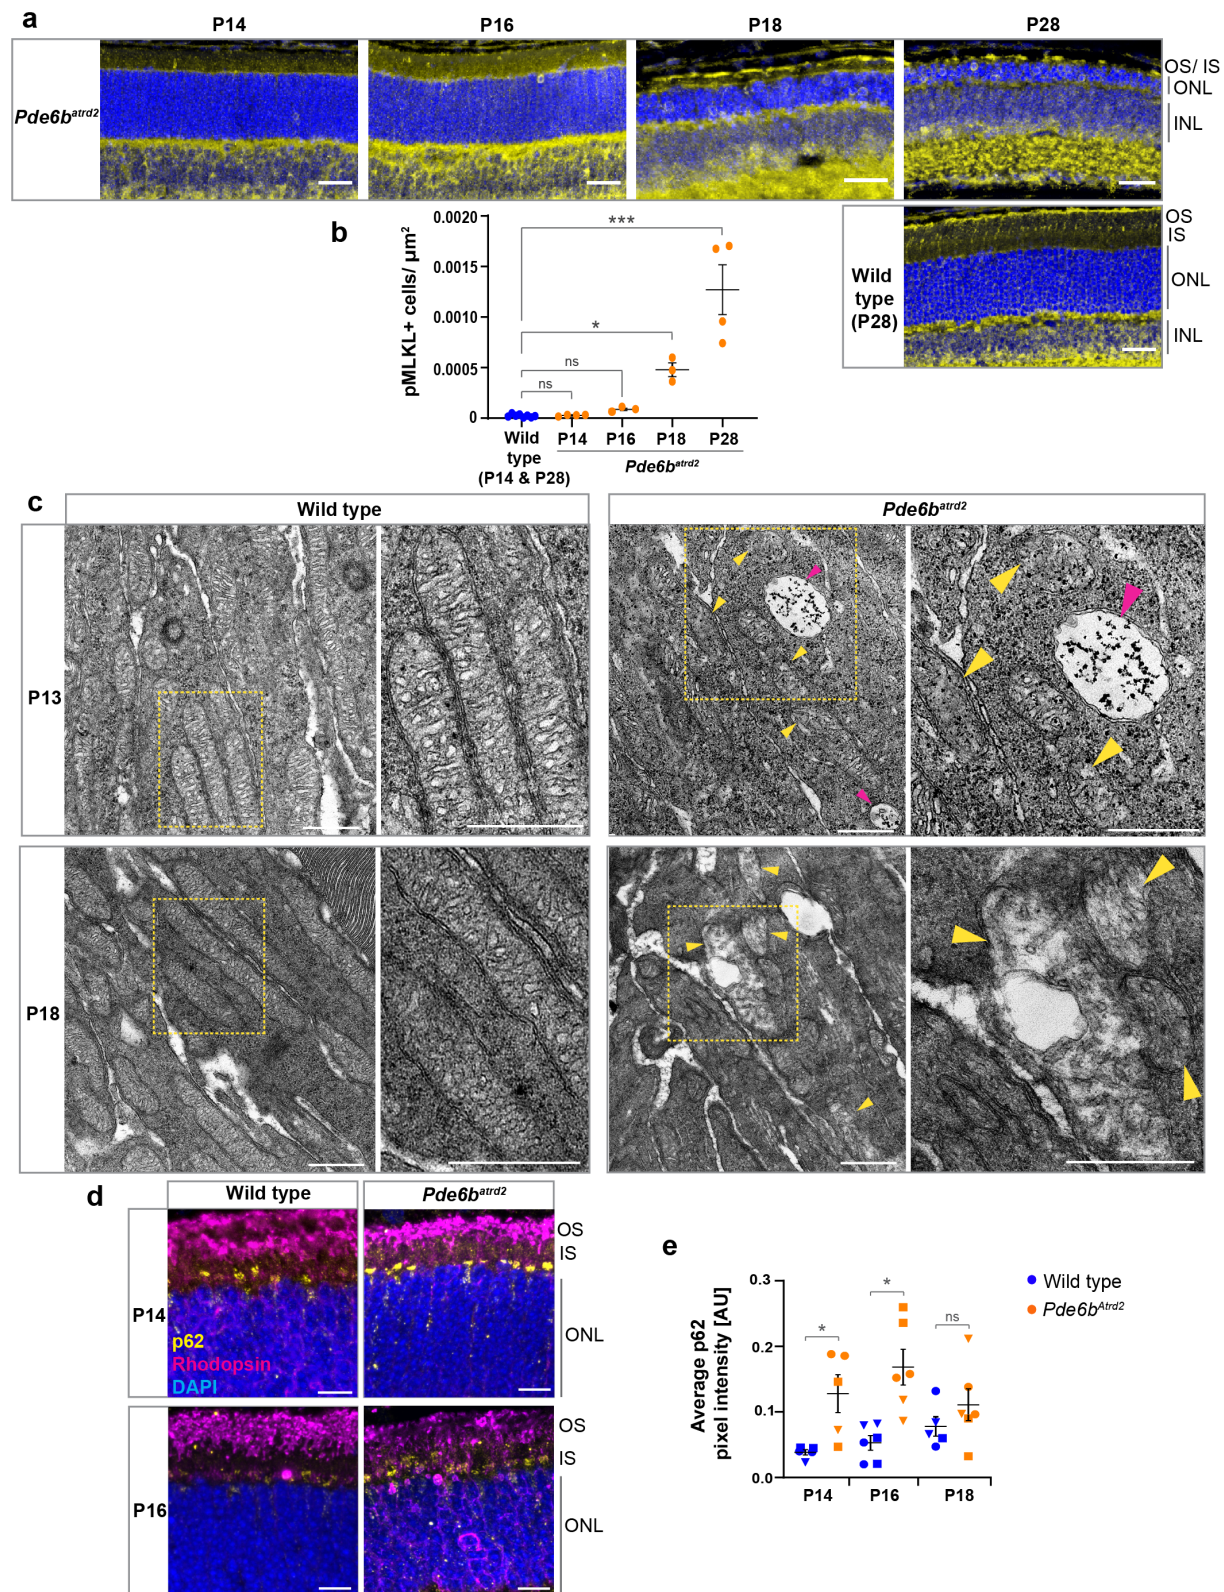 a
P14 P16 P18 P28
Pde6b^atrd2
OS/ IS
ONL
INL
b
pMLKL+ cells/ µm²
0.0020
0.0015
0.0010
0.0005
0
***
*
ns
ns
Wild
type
(P14 & P28)
P14 P16 P18 P28
Pde6b^atrd2
Wild
type
(P28)
OS
IS
ONL
INL
c
Wild type Pde6b^atrd2
P13
P18
d
Wild type Pde6b^atrd2
P14
p62
Rhodopsin
DAPI
OS
IS
ONL
P16
OS
IS
ONL
e
Average p62
pixel intensity [AU]
0.3
0.2
0.1
0.0
*
*
ns
P14 P16 P18
Wild type
Pde6b^Atrd2